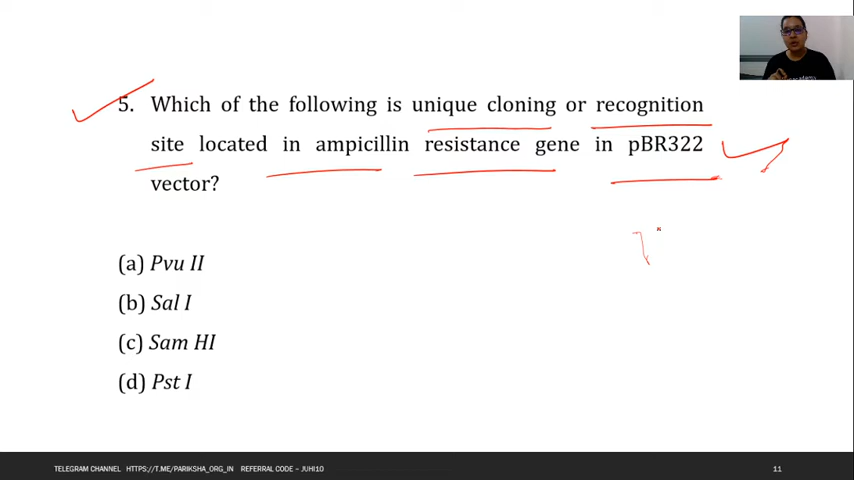 5. Which of the following is unique cloning or recognition
site located in ampicillin resistance gene in pBR322
vector?
(a) Pvu II
(b) Sal I
(c) Sam HI
(d) Pst I
TELEGRAM CHANNEL HTTPS://T.ME/PARIKSHA_ORG_IN REFERRAL CODE – JUHI10
11